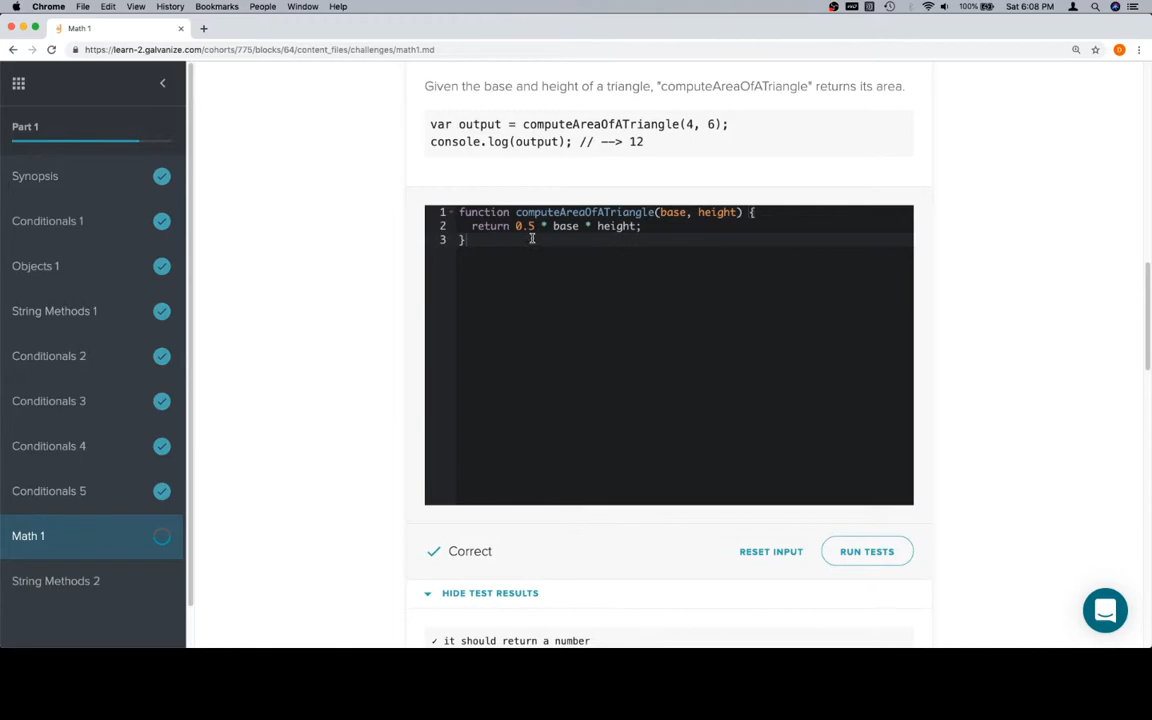 Chrome File Edit View History Bookmarks People Window Help
100% Sat 6:08 PM
Math 1
https://learn-2.galvanize.com/cohorts/775/blocks/64/content_files/challenges/math1.md
D
Part 1
Synopsis
Conditionals 1
Objects 1
String Methods 1
Conditionals 2
Conditionals 3
Conditionals 4
Conditionals 5
Math 1
String Methods 2
Given the base and height of a triangle, "computeAreaOfATriangle" returns its area.
var output = computeAreaOfATriangle(4, 6);
console.log(output); // --> 12
1 function computeAreaOfATriangle(base, height) {
2 return 0.5 * base * height;
3 }
Correct
RESET INPUT
RUN TESTS
HIDE TEST RESULTS
✓ it should return a number